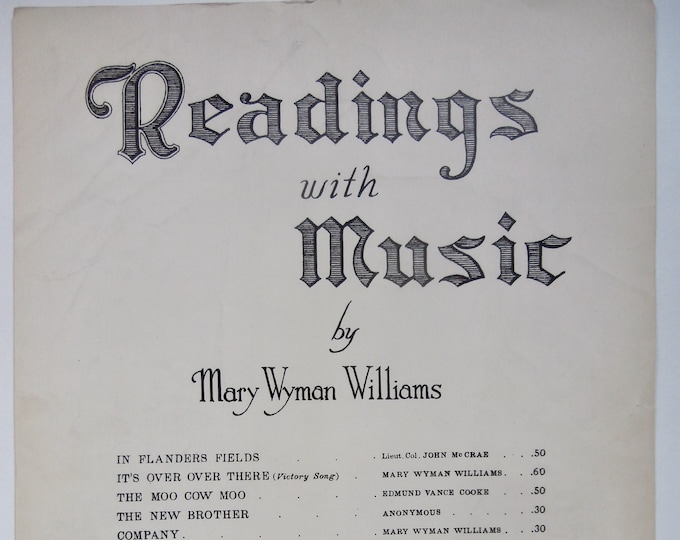 Readings
with
Music
by
Mary Wyman Williams
IN FLANDERS FIELDS . . . Lieut. Col. JOHN McCRAE . . .50
IT'S OVER OVER THERE (Victory Song) . MARY WYMAN WILLIAMS . .60
THE MOO COW MOO . . . . EDMUND VANCE COOKE . . .50
THE NEW BROTHER . . . . ANONYMOUS . . . . . .30
COMPANY . . . . . . MARY WYMAN WILLIAMS . .30